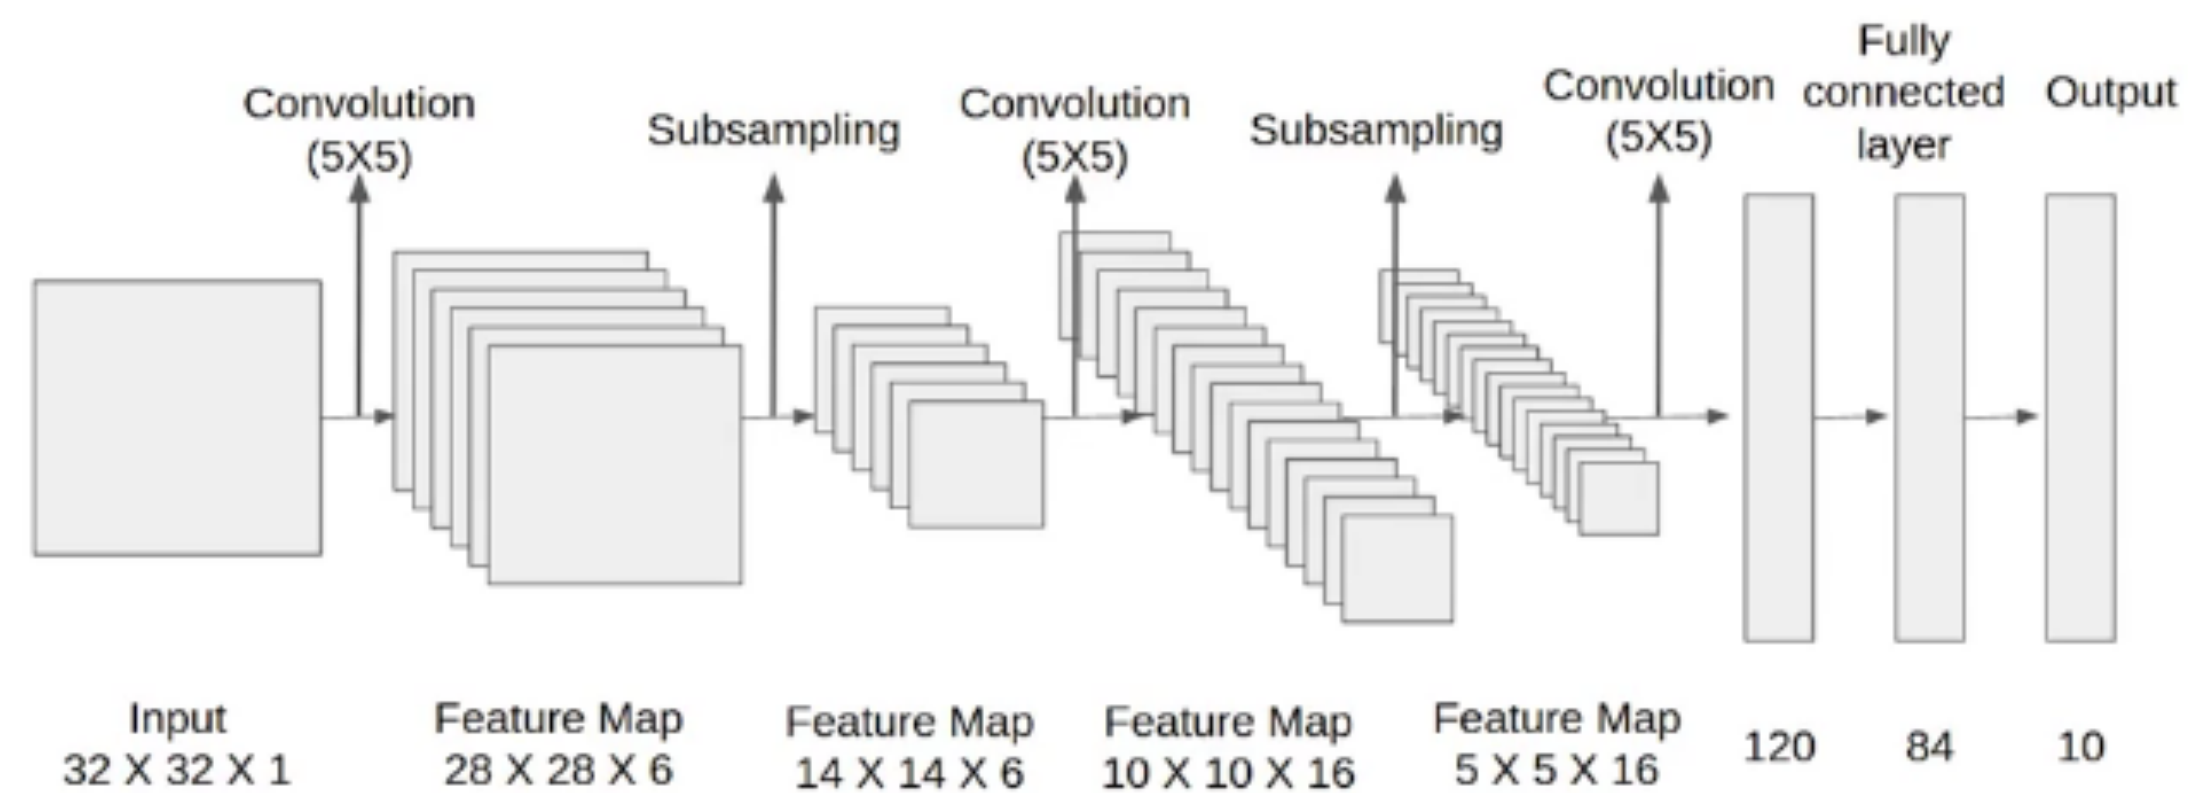 Convolution
(5X5)
Subsampling
Convolution
(5X5)
Subsampling
Convolution
(5X5)
Fully
connected
layer
Output
Input
32 X 32 X 1
Feature Map
28 X 28 X 6
Feature Map
14 X 14 X 6
Feature Map
10 X 10 X 16
Feature Map
5 X 5 X 16
120
84
10